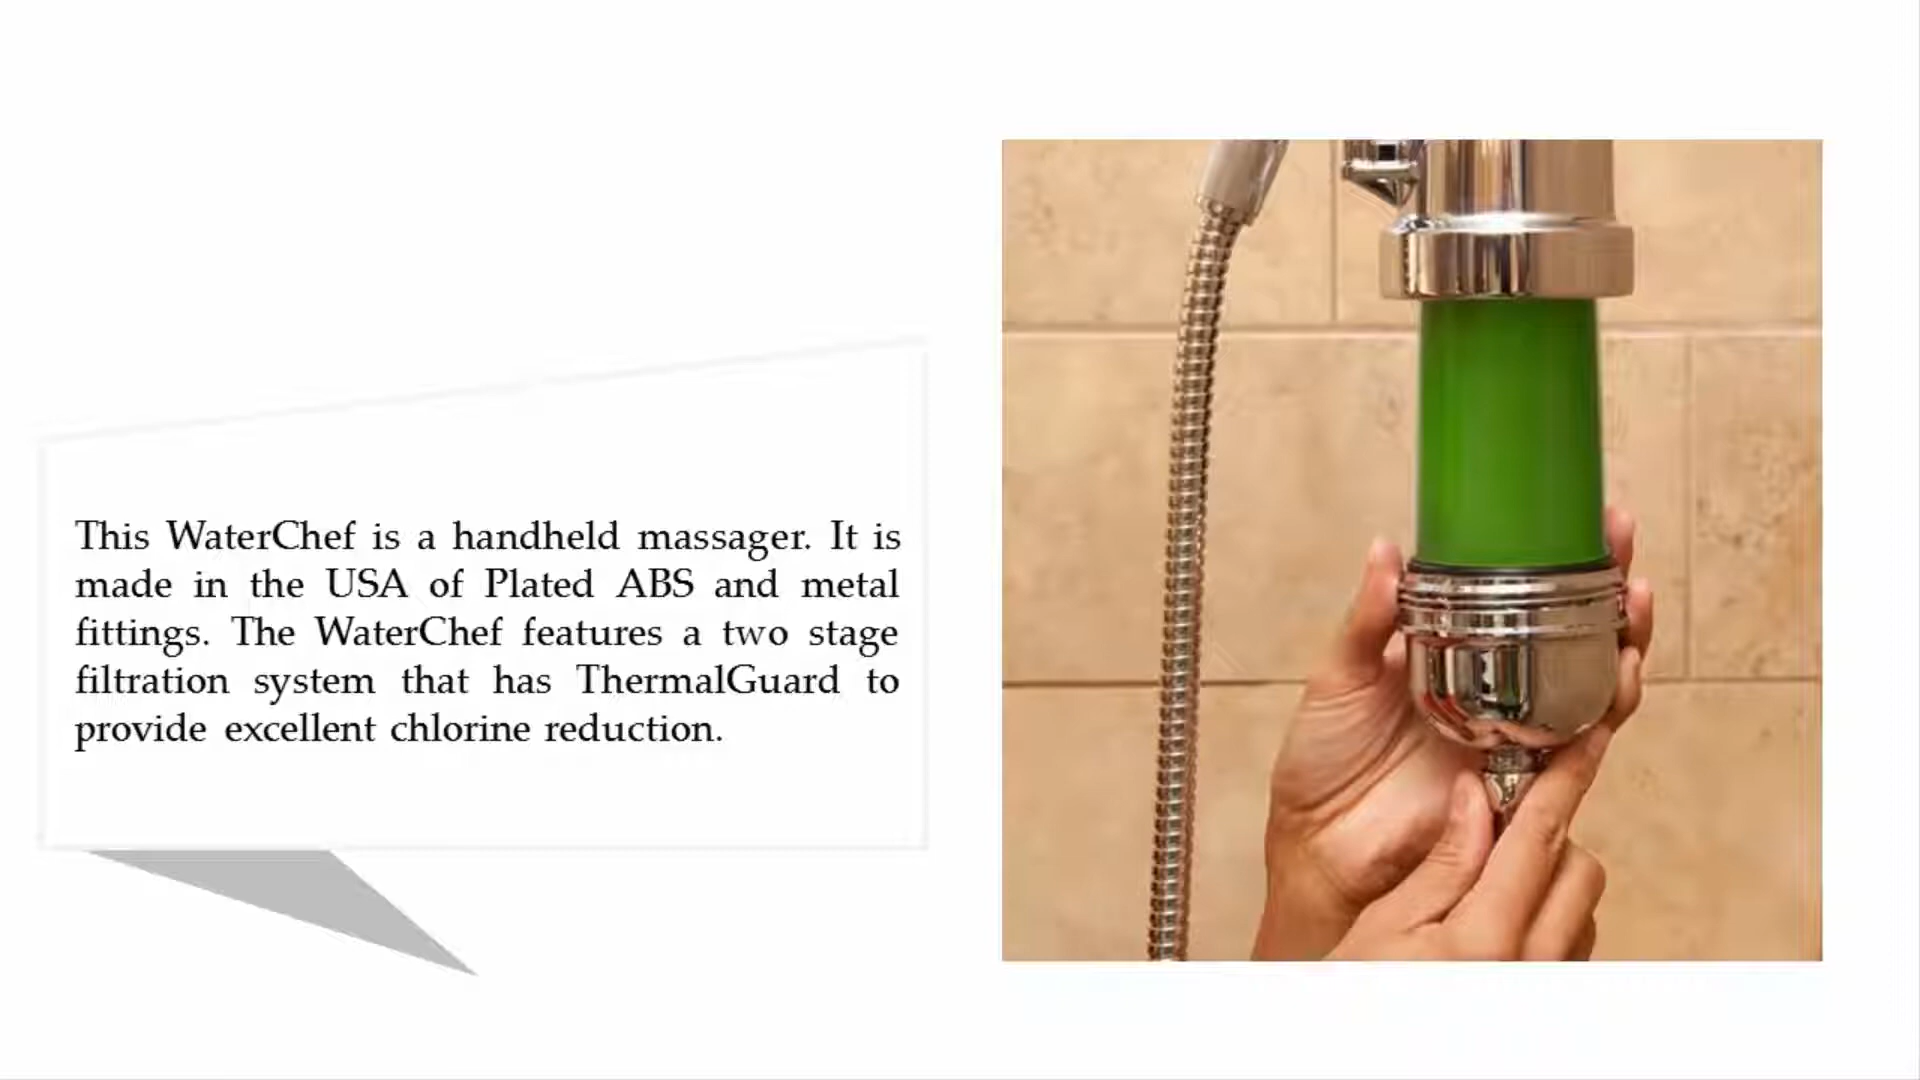 This WaterChef is a handheld massager. It is
made in the USA of Plated ABS and metal
fittings. The WaterChef features a two stage
filtration system that has ThermalGuard to
provide excellent chlorine reduction.